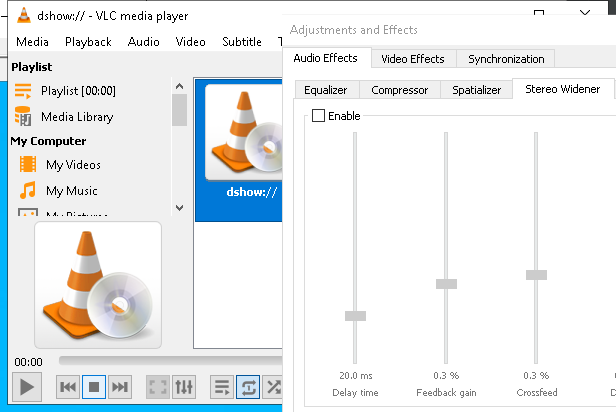 dshow:// - VLC media player
Media Playback Audio Video Subtitle
Playlist
Playlist [00:00]
Media Library
My Computer
My Videos
My Music
My Pictures
dshow://
00:00
Adjustments and Effects
Audio Effects Video Effects Synchronization
Equalizer Compressor Spatializer Stereo Widener
Enable
20.0 ms 0.3 % 0.3 %
Delay time Feedback gain Crossfeed